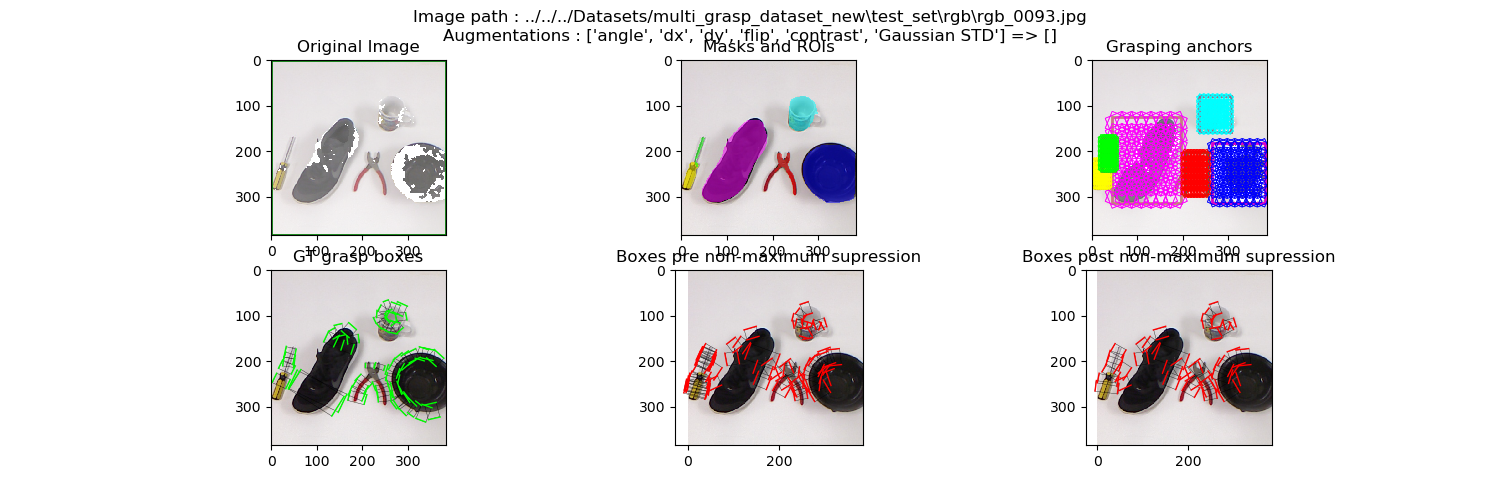 Image path : ../../../Datasets/multi_grasp_dataset_new\test_set\rgb\rgb_0093.jpg
Augmentations : ['angle', 'dx', 'dy', 'flip', 'contrast', 'Gaussian STD'] => []
Original Image
Masks and ROIs
Grasping anchors
0
100
200
300
0
100
200
300
0
100
200
300
0 100 200 300
0 100 200 300
0 100 200 300
GT grasp boxes
Boxes pre non-maximum supression
Boxes post non-maximum supression
0
100
200
300
0
100
200
300
0
100
200
300
0 100 200 300
0 200
0 200